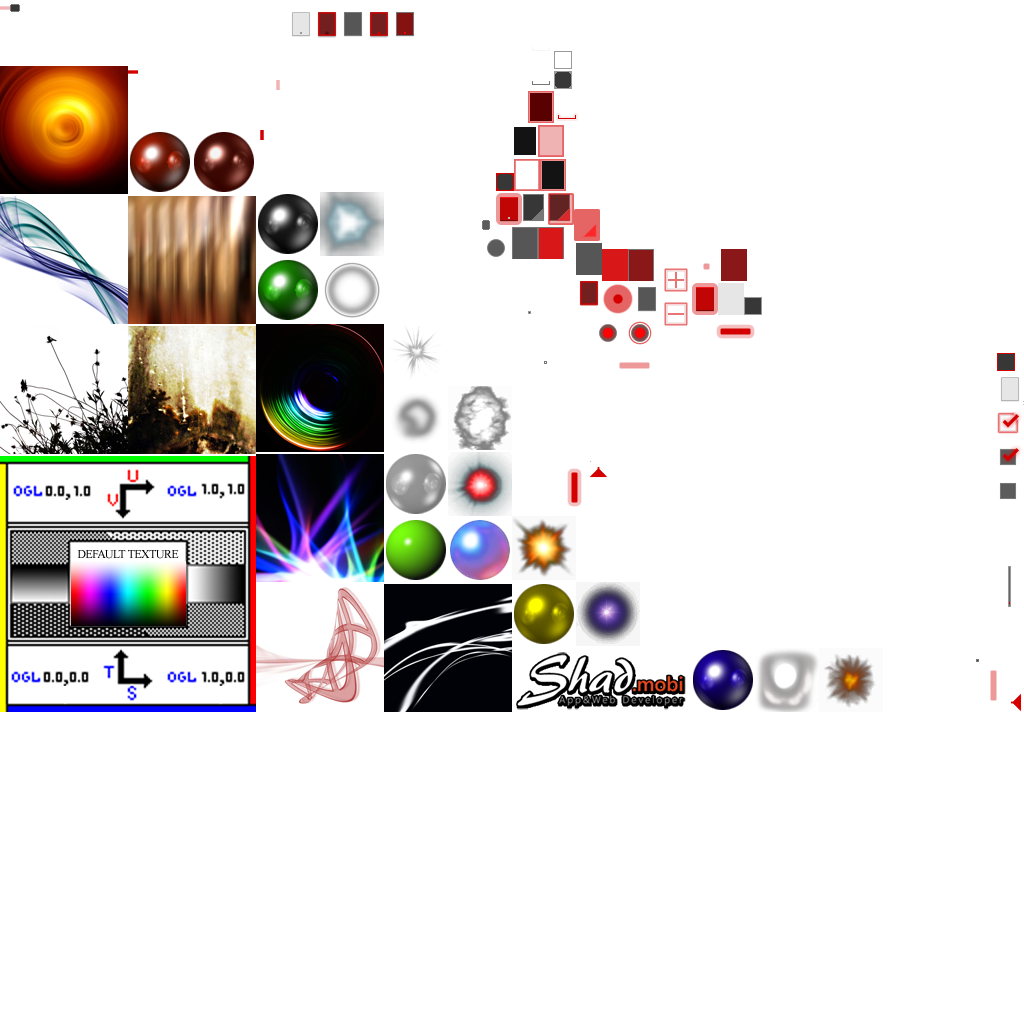 U
OGL 0.0,1.0
V
OGL 1.0,1.0
DEFAULT TEXTURE
OGL 0.0,0.0
T
S
OGL 1.0,0.0
Shad.mobi
App&Web Developer